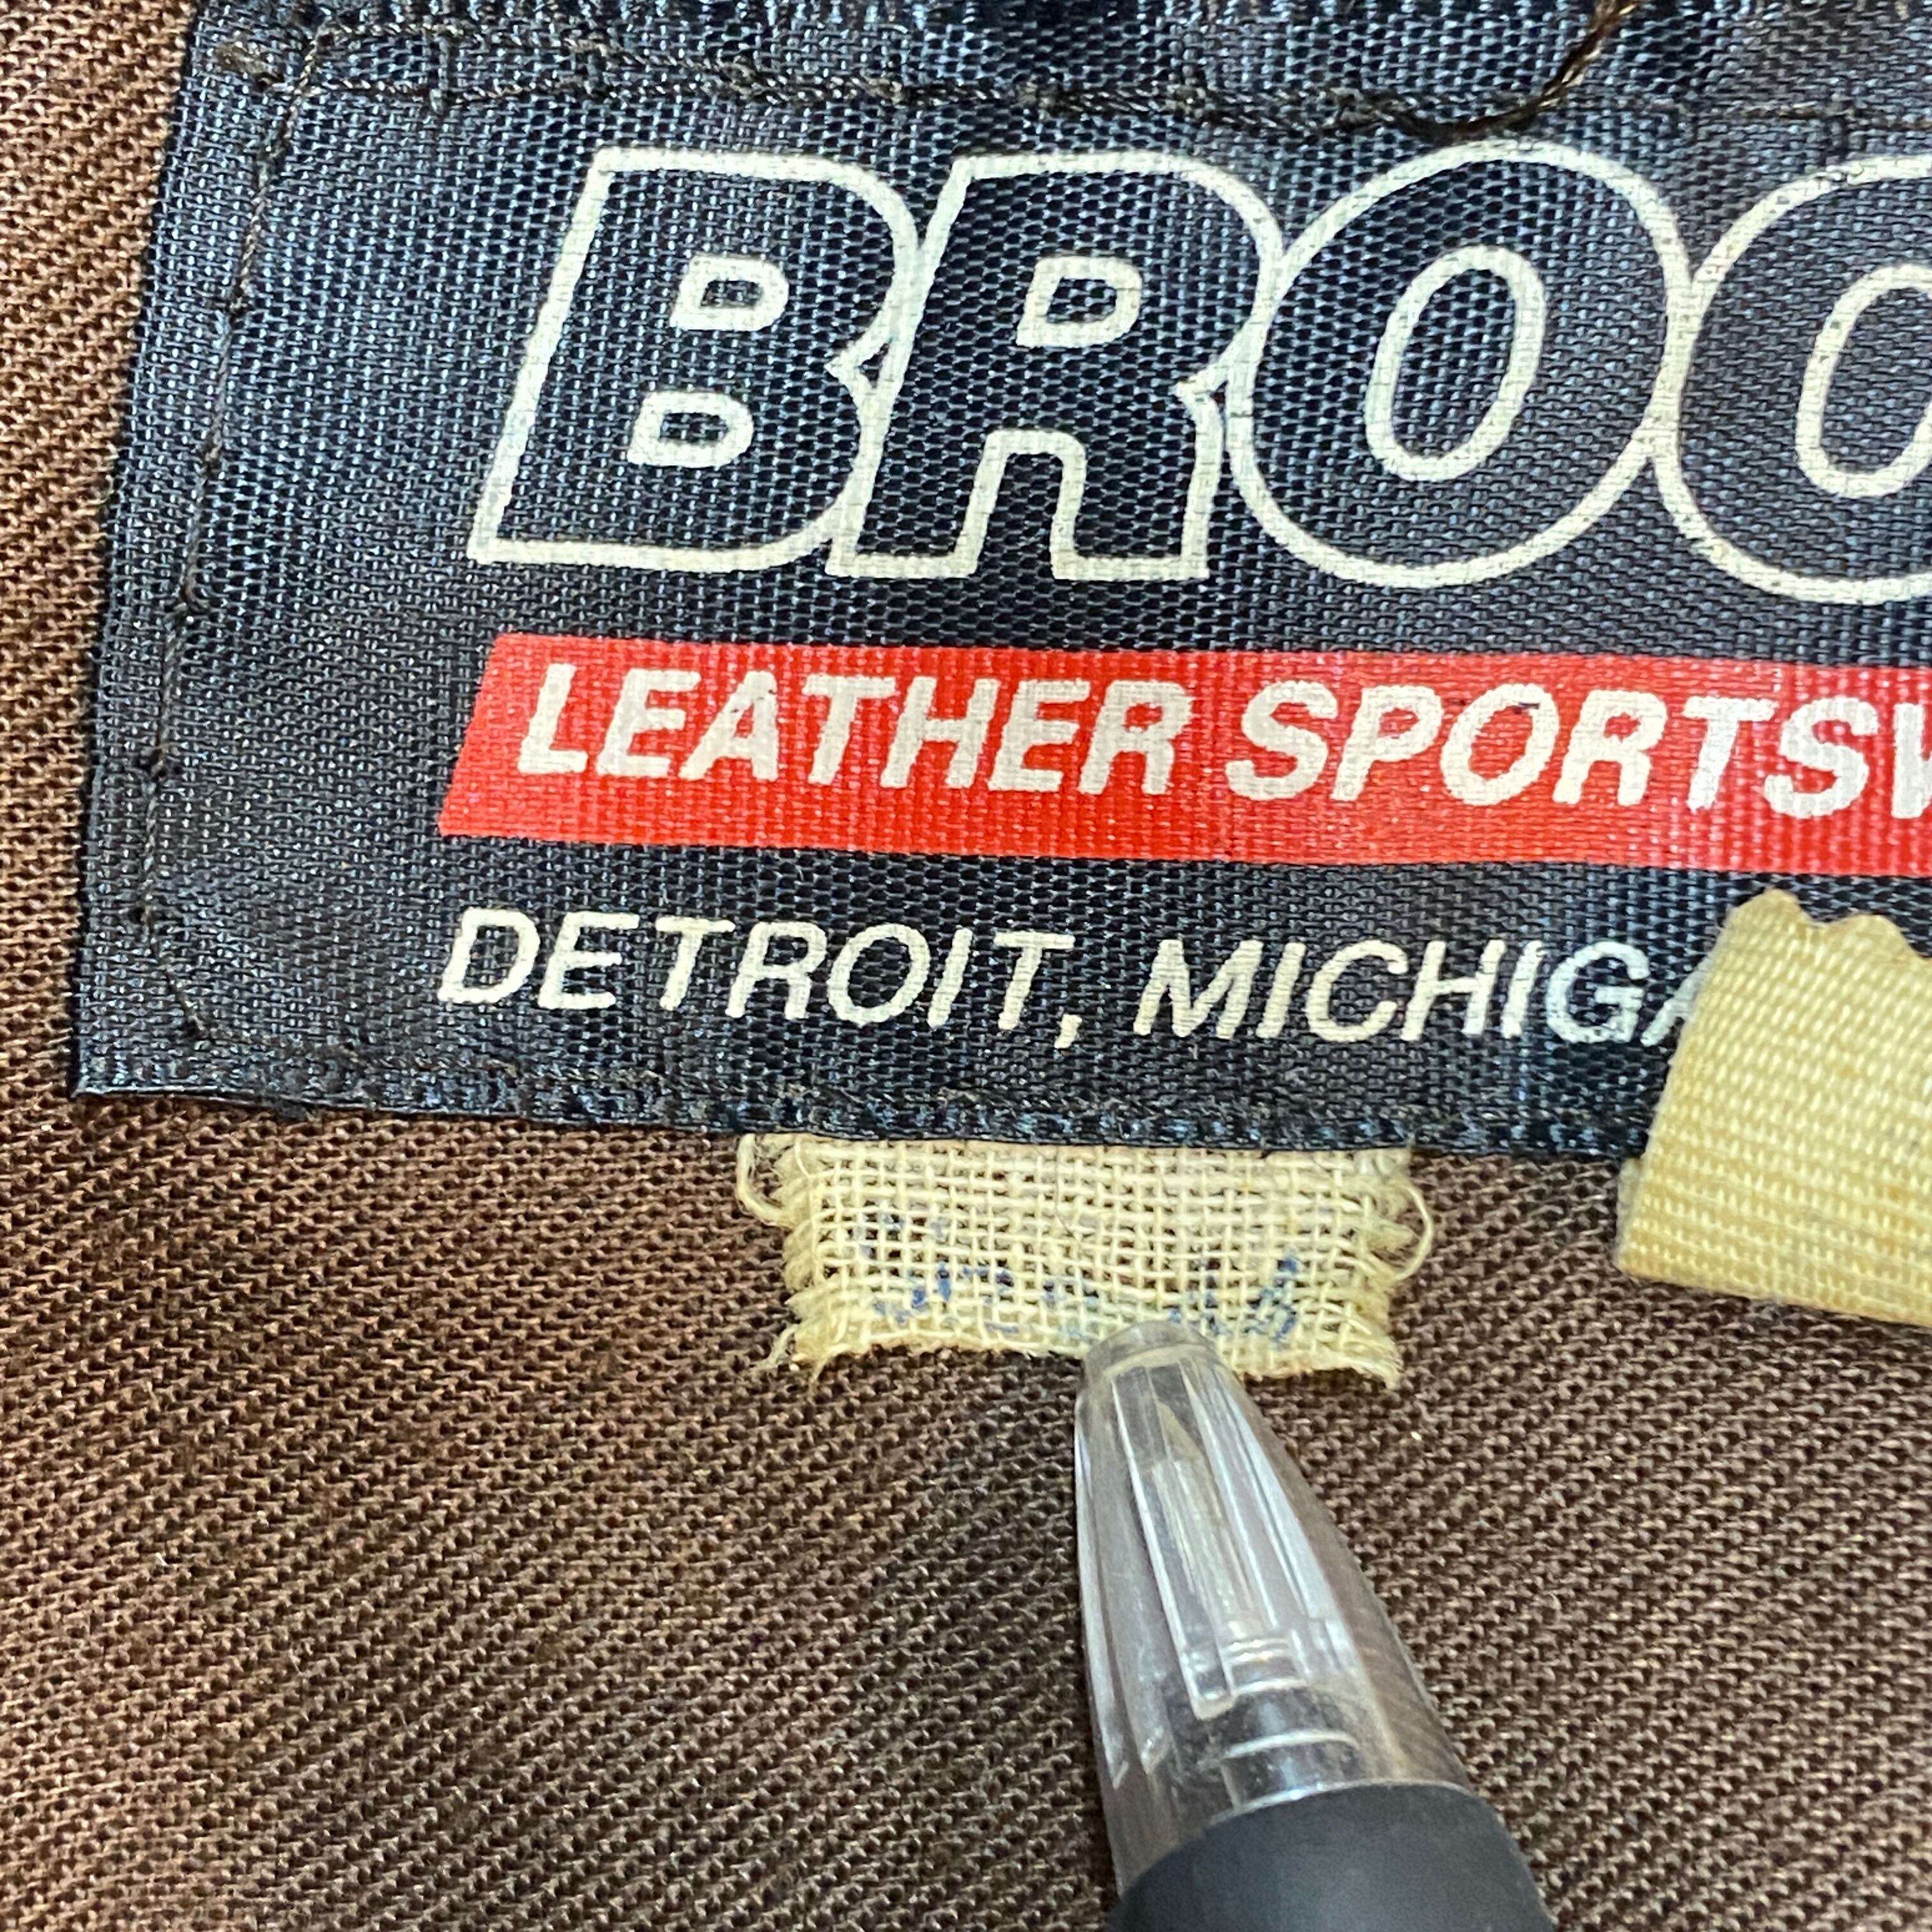 BROO
LEATHER SPORTSW
DETROIT, MICHIGA